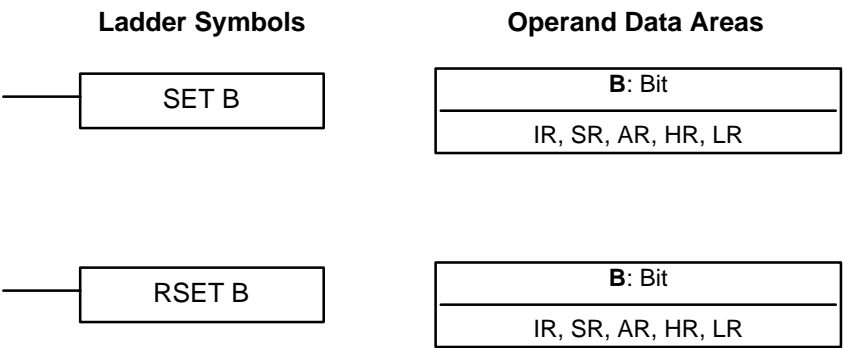 Ladder Symbols
Operand Data Areas
SET B
B: Bit
IR, SR, AR, HR, LR
RSET B
B: Bit
IR, SR, AR, HR, LR